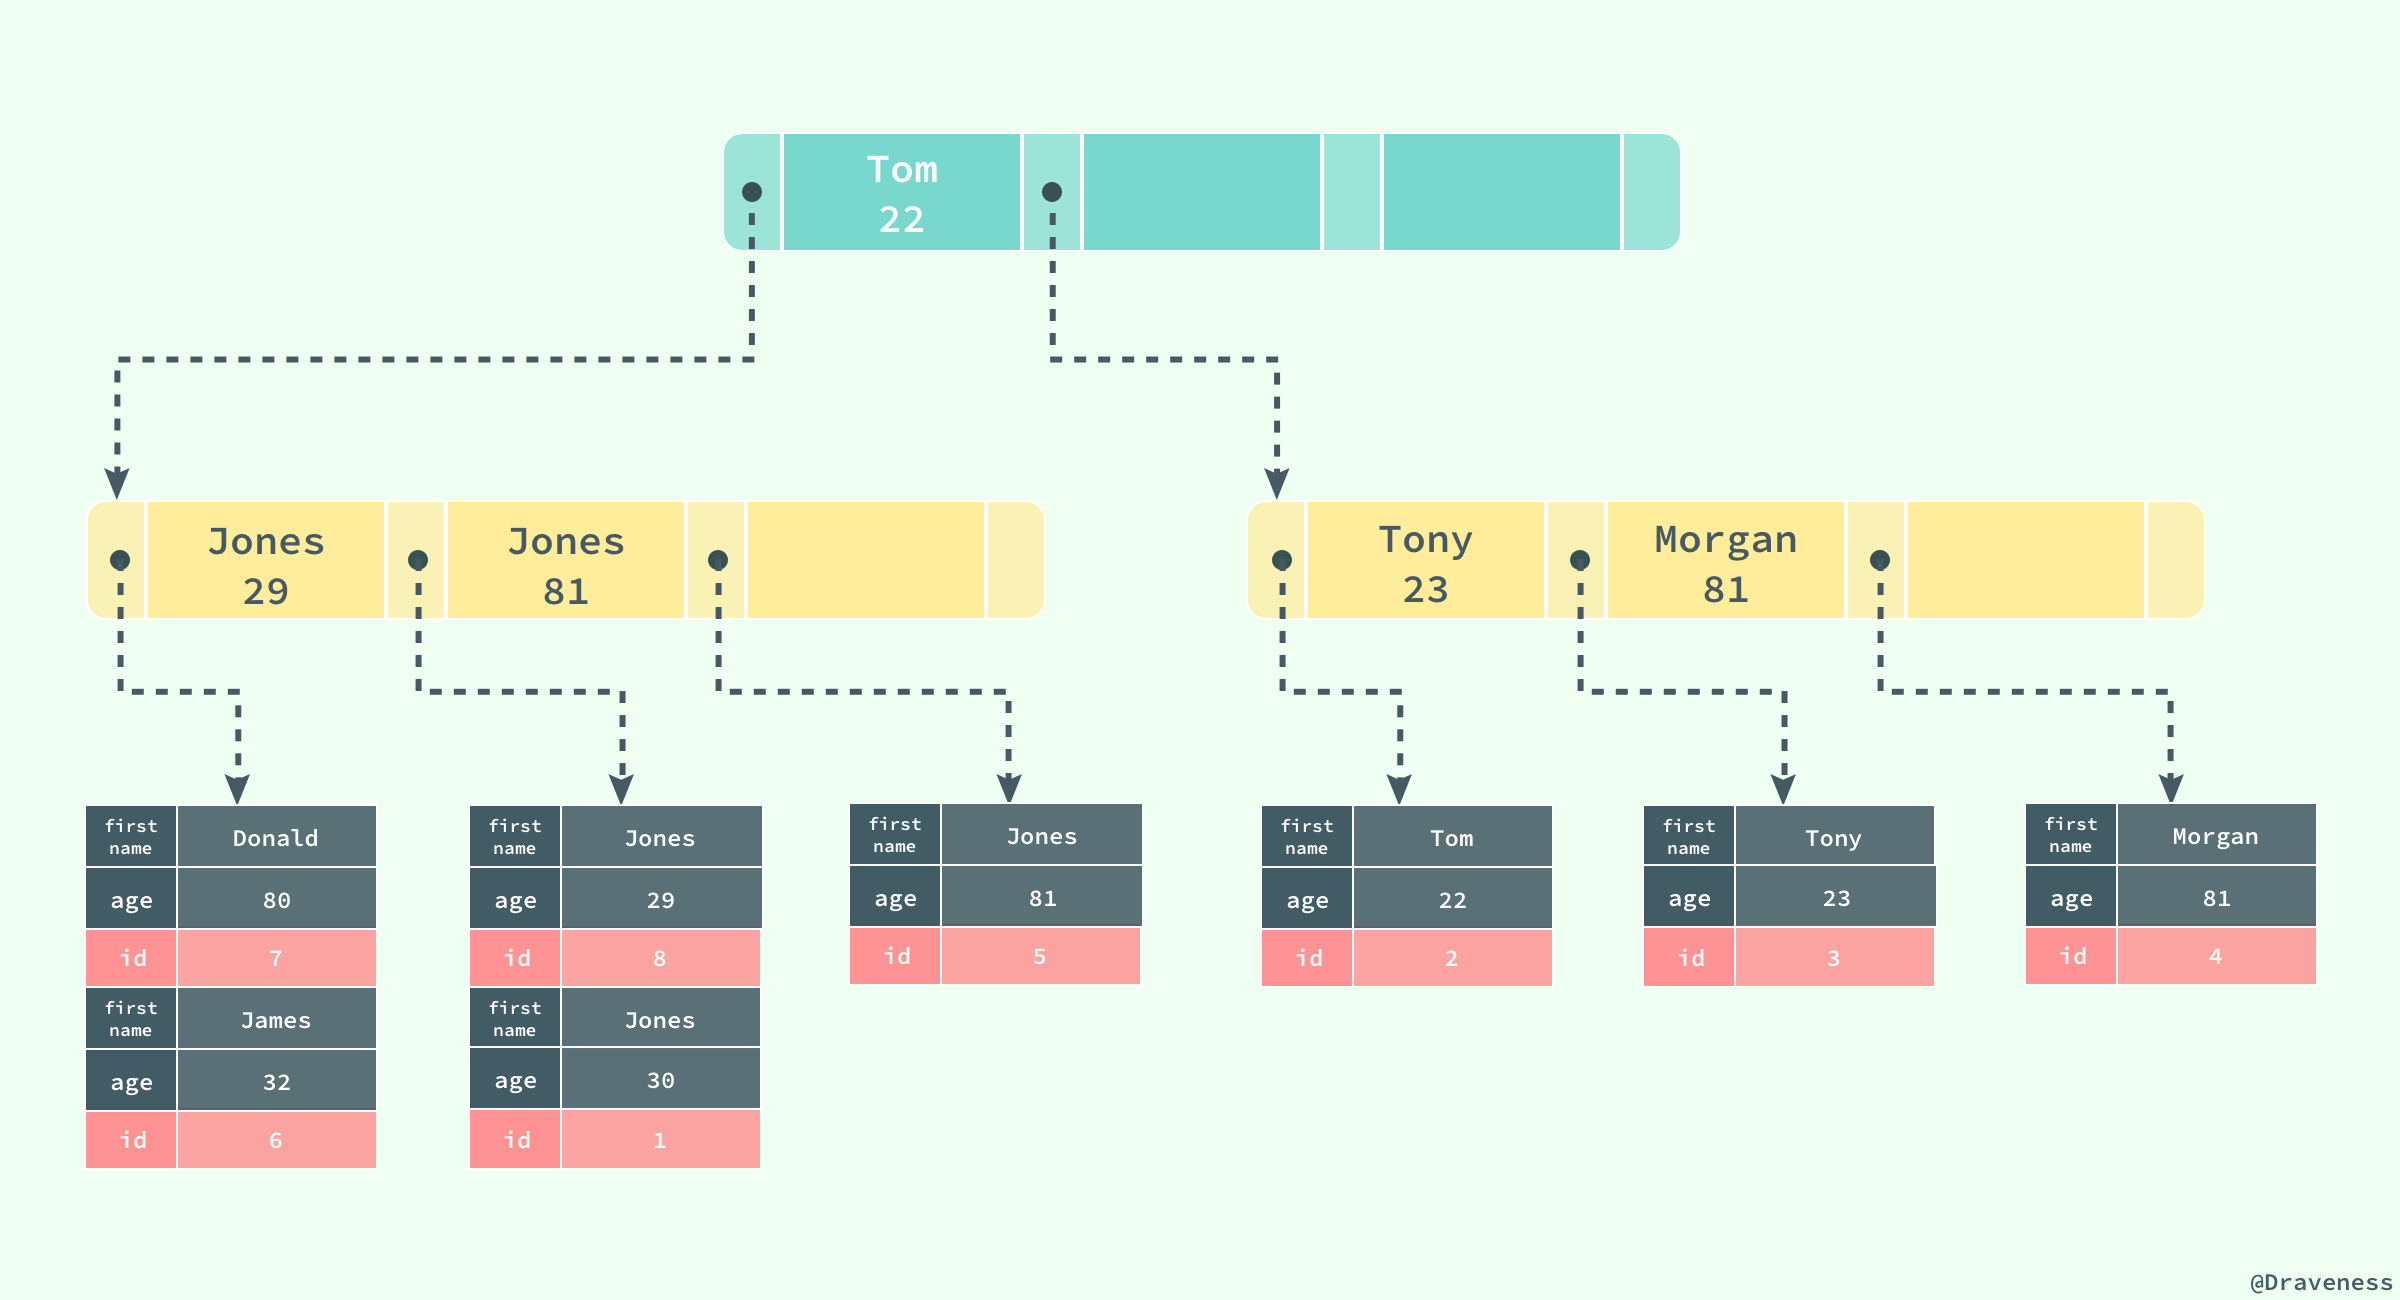 Tom
22
Jones
29
Jones
81
Tony
23
Morgan
81
first
name
Donald
age
80
id
7
first
name
James
age
32
id
6
first
name
Jones
age
29
id
8
first
name
Jones
age
30
id
1
first
name
Jones
age
81
id
5
first
name
Tom
age
22
id
2
first
name
Tony
age
23
id
3
first
name
Morgan
age
81
id
4
@Draveness